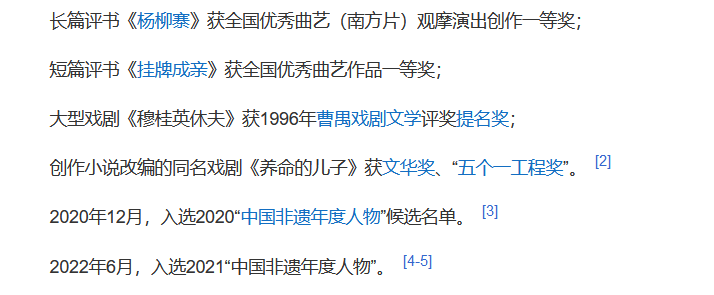 长篇评书《杨柳寨》获全国优秀曲艺（南方片）观摩演出创作一等奖；
短篇评书《挂牌成亲》获全国优秀曲艺作品一等奖；
大型戏剧《穆桂英休夫》获1996年曹禺戏剧文学评奖提名奖；
创作小说改编的同名戏剧《养命的儿子》获文华奖、“五个一工程奖”。 [2]
2020年12月，入选2020“中国非遗年度人物”候选名单。 [3]
2022年6月，入选2021“中国非遗年度人物”。 [4-5]